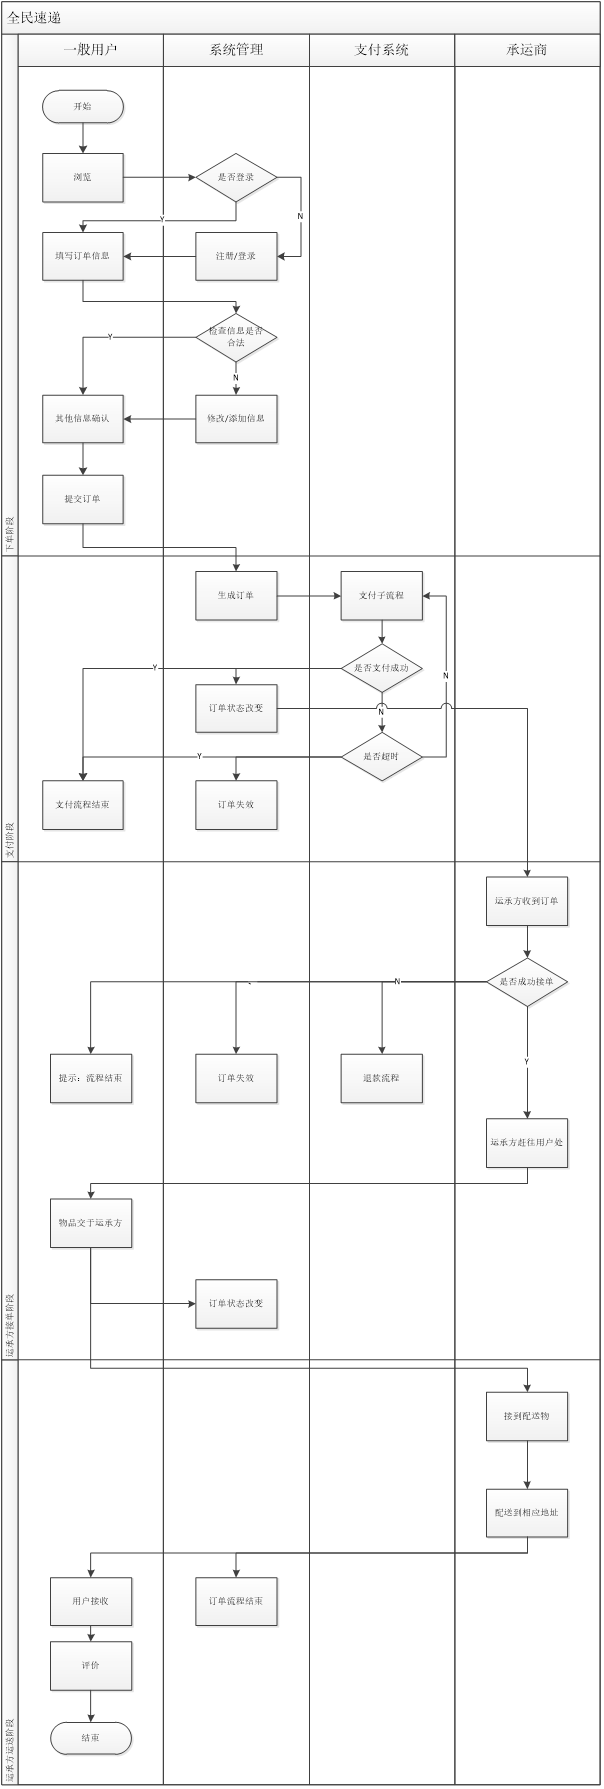 全民速递
一般用户
系统管理
支付系统
承运商
开始
浏览
是否登录
Y
N
填写订单信息
注册/登录
检查信息是否
合法
Y
N
其他信息确认
修改/添加信息
提交订单
下单阶段
生成订单
支付子流程
是否支付成功
Y
N
订单状态改变
N
是否超时
Y
支付流程结束
订单失效
支付阶段
运承方收到订单
是否成功接单
N
提示：流程结束
订单失效
退款流程
Y
运承方赶往用户处
物品交于运承方
订单状态改变
运承方接单阶段
接到配送物
配送到相应地址
用户接收
订单流程结束
评价
结束
运承方运送阶段